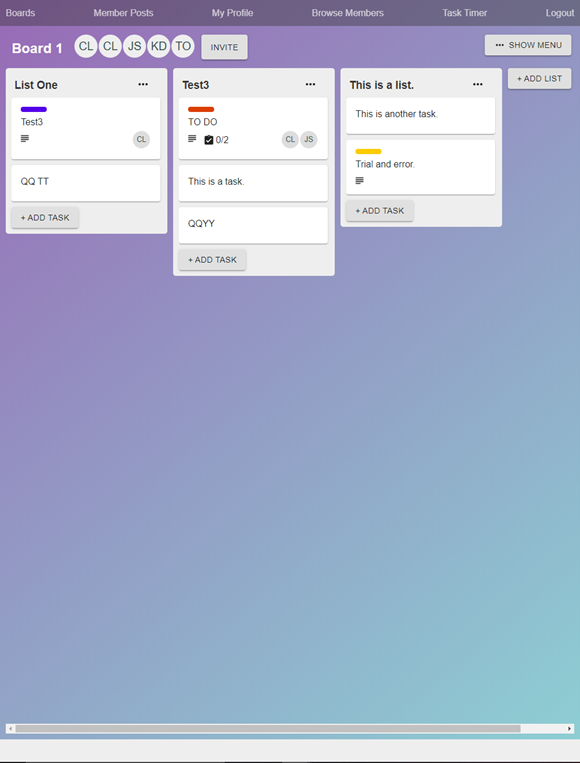 Boards Member Posts My Profile Browse Members Task Timer Logout
Board 1 CL CL JS KD TO INVITE ••• SHOW MENU
List One •••
Test3
CL
QQ TT
+ ADD TASK
Test3 •••
TO DO
0/2 CL JS
This is a task.
QQYY
+ ADD TASK
This is a list. •••
This is another task.
Trial and error.
+ ADD TASK
+ ADD LIST